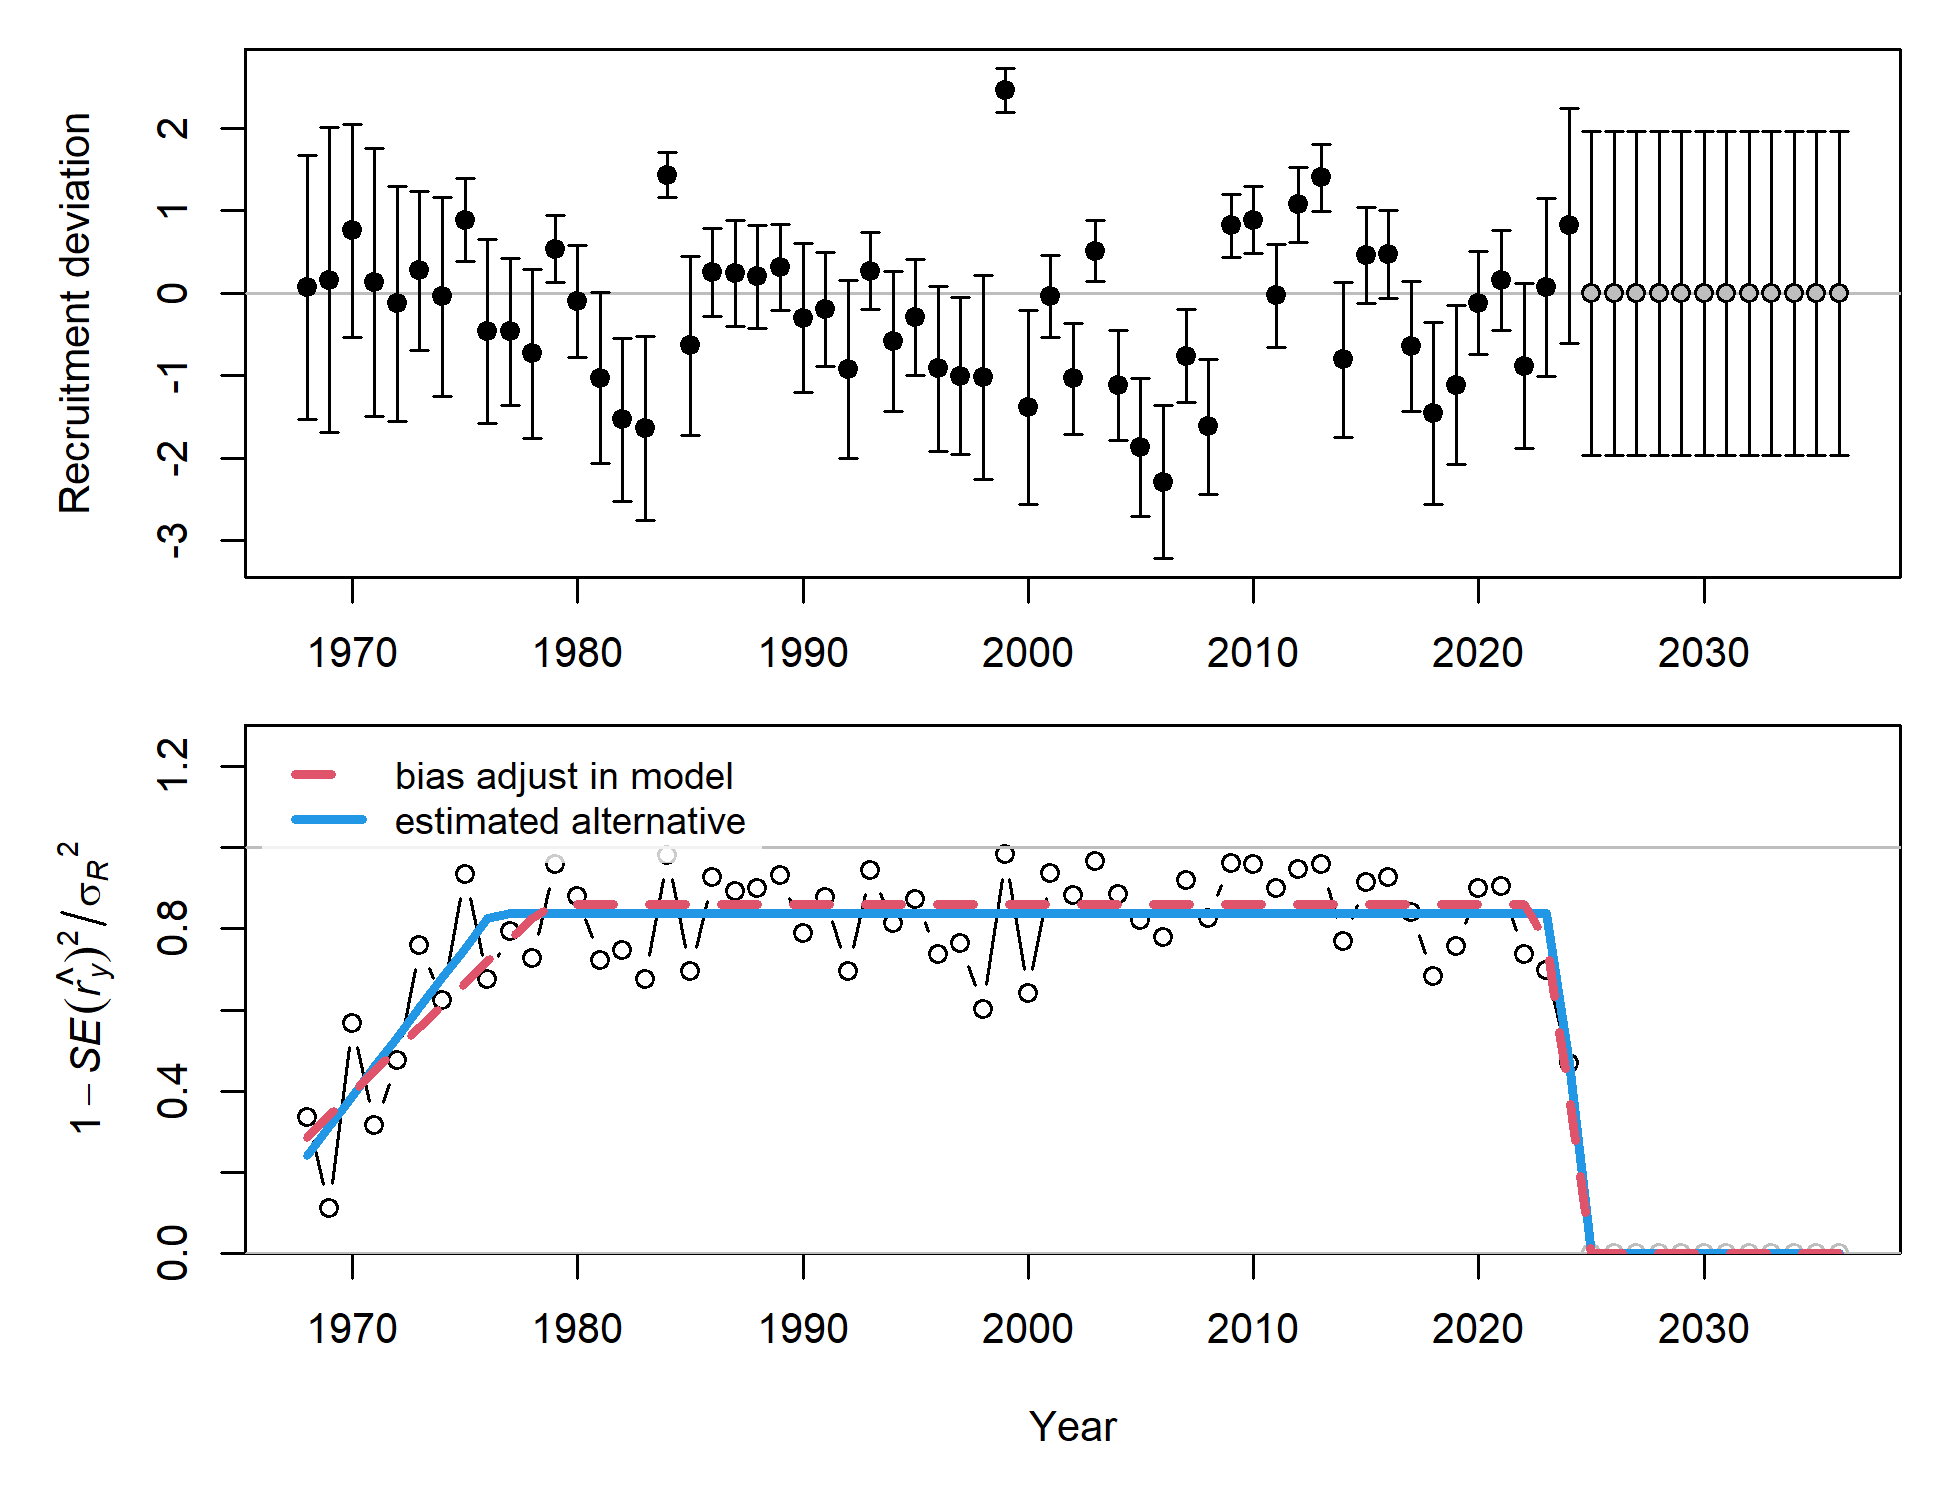 Recruitment deviation
2
1
0
-1
-2
-3
1970 1980 1990 2000 2010 2020 2030
bias adjust in model
estimated alternative
1 − SE(r̂y)² / σR²
1.2
0.8
0.4
0.0
1970 1980 1990 2000 2010 2020 2030
Year